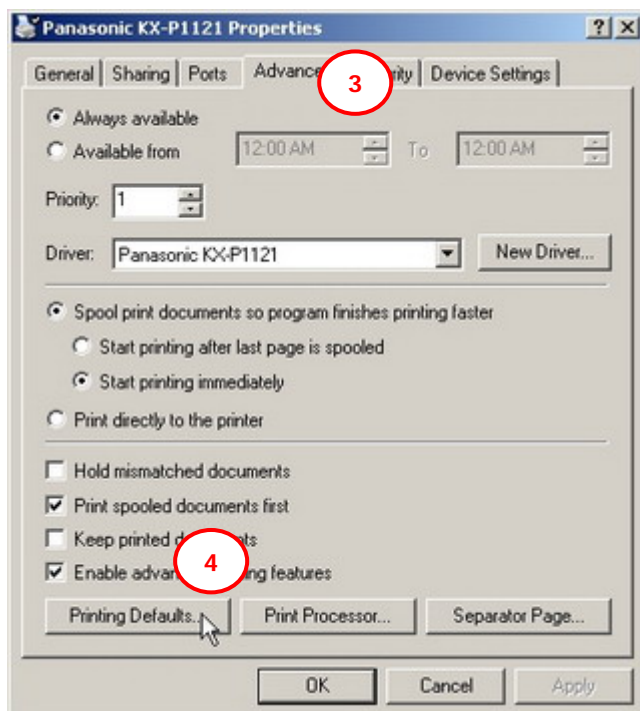 Panasonic KX-P1121 Properties
General Sharing Ports Advance 3 ity Device Settings
Always available
Available from 12:00 AM To 12:00 AM
Priority: 1
Driver: Panasonic KX-P1121 New Driver...
Spool print documents so program finishes printing faster
Start printing after last page is spooled
Start printing immediately
Print directly to the printer
Hold mismatched documents
Print spooled documents first
Keep printed d ents
4
Enable advan ing features
Printing Defaults... Print Processor... Separator Page...
OK Cancel Apply